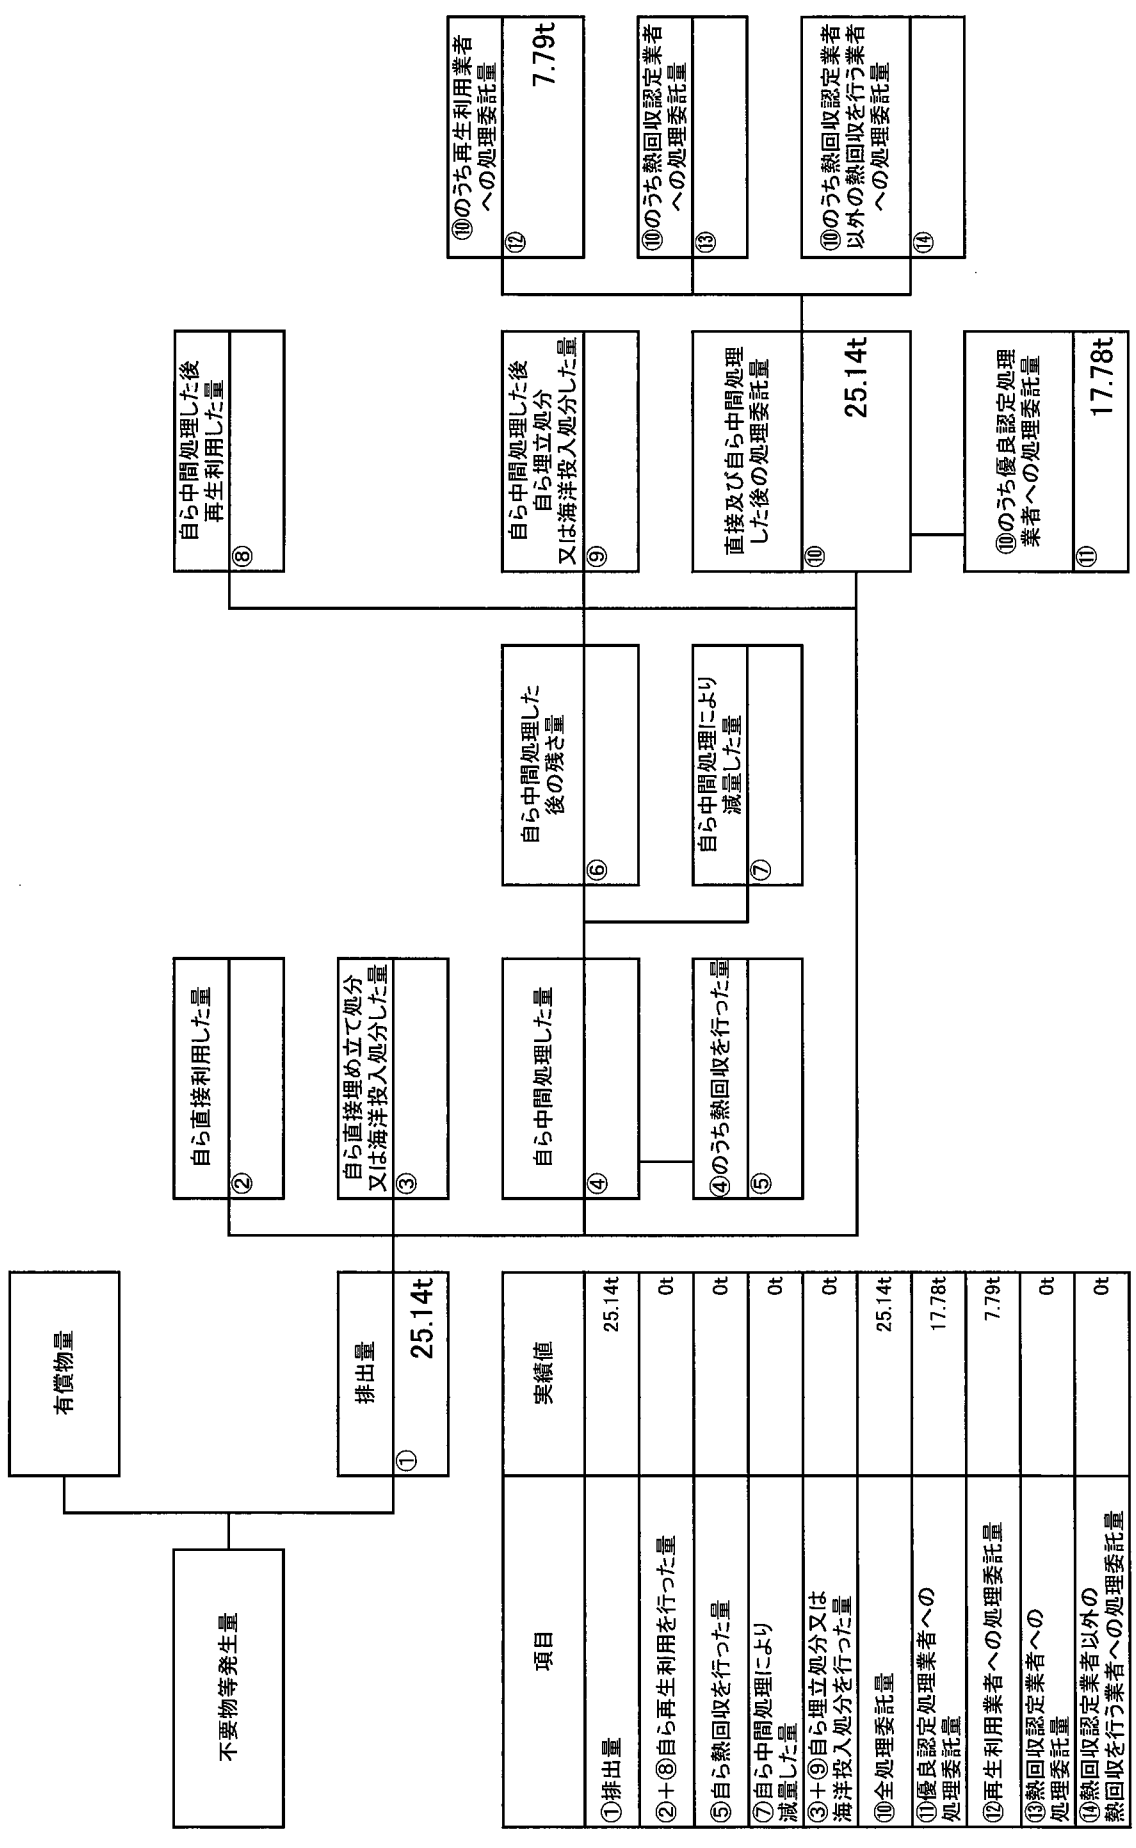 有償物量
不要物等発生量
排出量
①
25.14t
自ら直接利用した量
②
自ら直接埋め立て処分
又は海洋投入処分した量
③
自ら中間処理した量
④
④のうち熱回収を行った量
⑤
自ら中間処理した
後の残さ量
⑥
自ら中間処理により
減量した量
⑦
自ら中間処理した後
再生利用した量
⑧
自ら中間処理した後
自ら埋立処分
又は海洋投入処分した量
⑨
直接及び自ら中間処理
した後の処理委託量
⑩
25.14t
⑩のうち優良認定処理
業者への処理委託量
⑪
17.78t
⑩のうち再生利用業者
への処理委託量
⑫
7.79t
⑩のうち熱回収認定業者
への処理委託量
⑬
⑩のうち熱回収認定業者
以外の熱回収を行う業者
への処理委託量
⑭
項目 実績値
①排出量 25.14t
②+⑧自ら再生利用を行った量 0t
⑤自ら熱回収を行った量 0t
⑦自ら中間処理により
減量した量 0t
③+⑨自ら埋立処分又は
海洋投入処分を行った量 0t
⑩全処理委託量 25.14t
⑪優良認定処理業者への
処理委託量 17.78t
⑫再生利用業者への処理委託量 7.79t
⑬熱回収認定業者への
処理委託量 0t
⑭熱回収認定業者以外の
熱回収を行う業者への処理委託量 0t